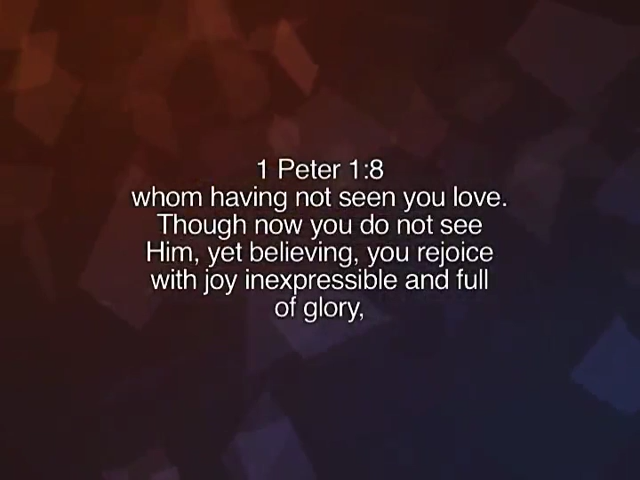 1 Peter 1:8
whom having not seen you love.
Though now you do not see
Him, yet believing, you rejoice
with joy inexpressible and full
of glory,